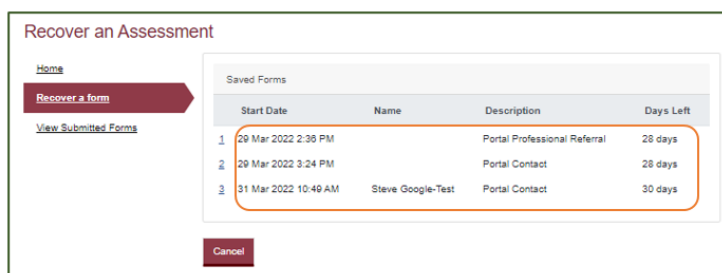 Recover an Assessment
Home
Recover a form
View Submitted Forms
Saved Forms
Start Date Name Description Days Left
1 29 Mar 2022 2:36 PM Portal Professional Referral 28 days
2 29 Mar 2022 3:24 PM Portal Contact 28 days
3 31 Mar 2022 10:49 AM Steve Google-Test Portal Contact 30 days
Cancel